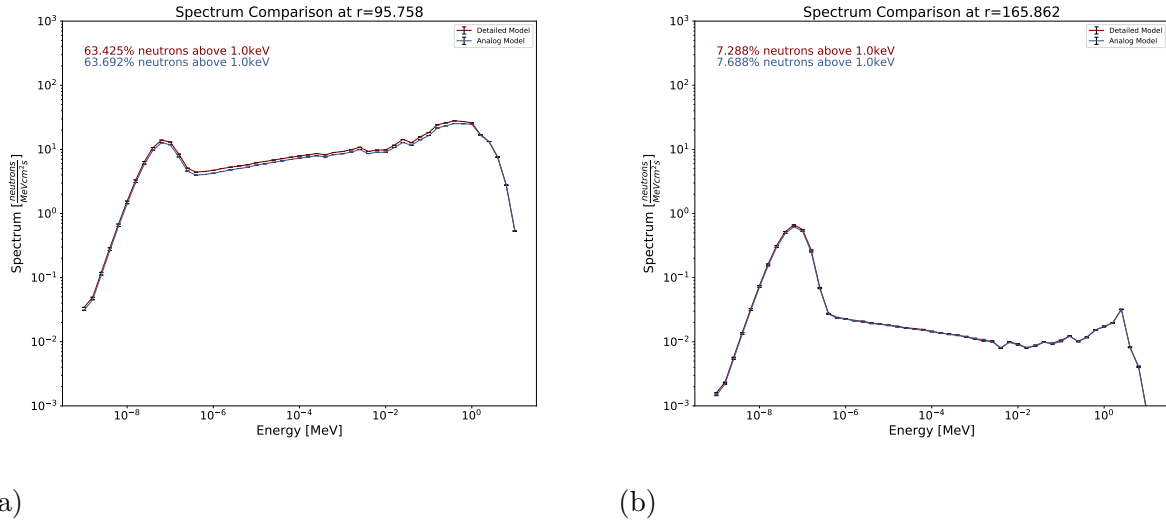 Spectrum Comparison at r=95.758
10³
10²
10¹
10⁰
10⁻¹
10⁻²
10⁻³
Spectrum [neutrons/MeVcm²s]
63.425% neutrons above 1.0keV
63.692% neutrons above 1.0keV
Detailed Model
Analog Model
10⁻⁸
10⁻⁶
10⁻⁴
10⁻²
10⁰
Energy [MeV]
a)
Spectrum Comparison at r=165.862
10³
10²
10¹
10⁰
10⁻¹
10⁻²
10⁻³
Spectrum [neutrons/MeVcm²s]
7.288% neutrons above 1.0keV
7.688% neutrons above 1.0keV
Detailed Model
Analog Model
10⁻⁸
10⁻⁶
10⁻⁴
10⁻²
10⁰
Energy [MeV]
(b)